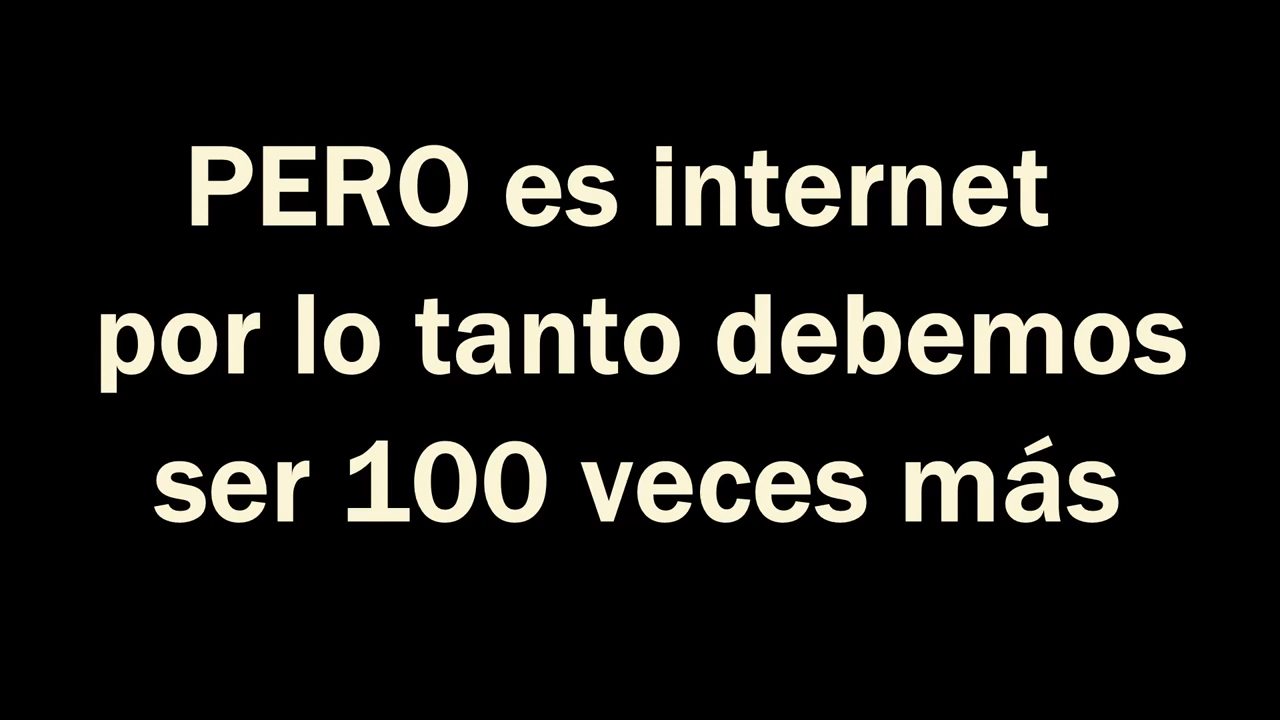 PERO es internet
por lo tanto debemos
ser 100 veces más